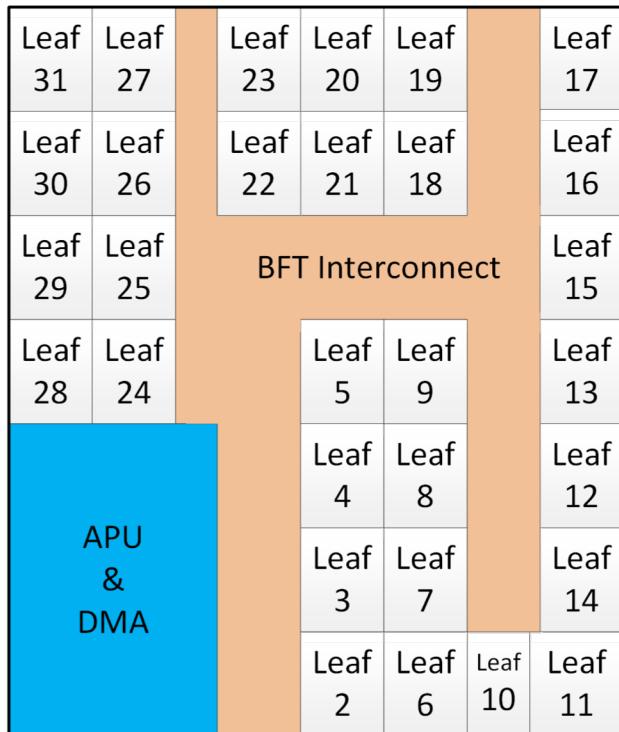 Leaf Leaf Leaf Leaf Leaf Leaf
31 27 23 20 19 17
Leaf Leaf Leaf Leaf Leaf Leaf
30 26 22 21 18 16
Leaf Leaf BFT Interconnect Leaf
29 25 15
Leaf Leaf Leaf Leaf Leaf
28 24 5 9 13
Leaf Leaf Leaf
4 8 12
APU
&
DMA
Leaf Leaf Leaf
3 7 14
Leaf Leaf Leaf Leaf
2 6 10 11